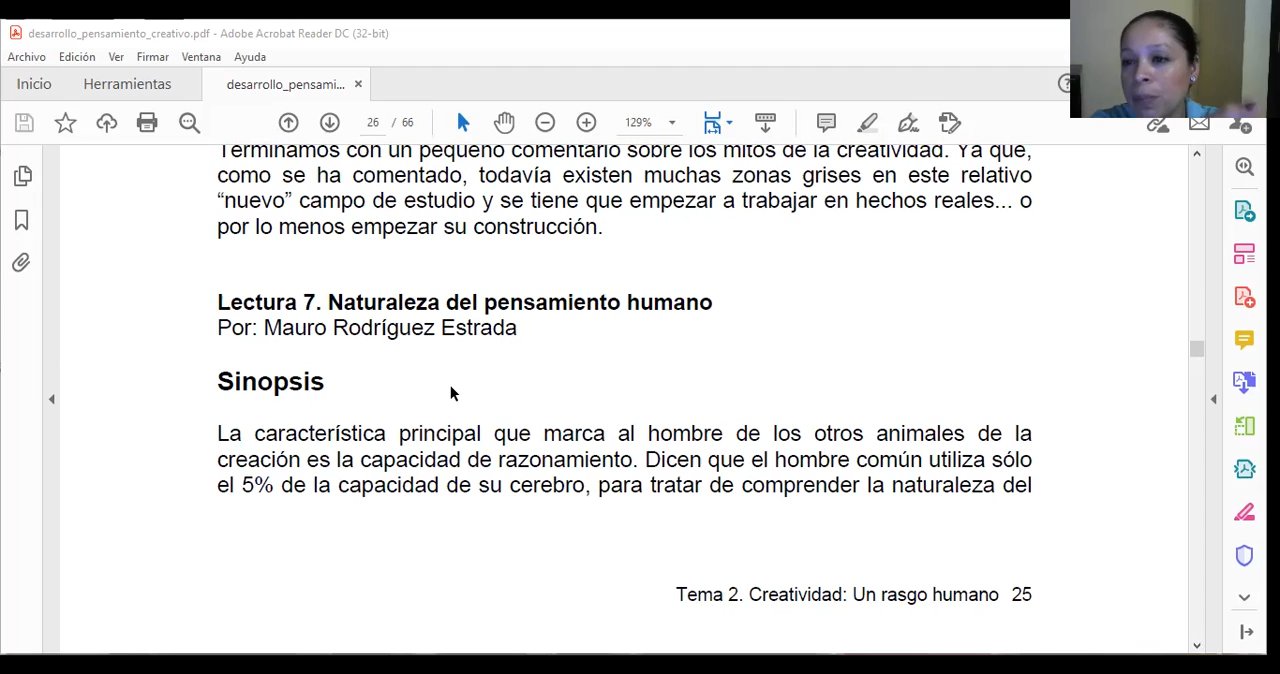 desarrollo_pensamiento_creativo.pdf - Adobe Acrobat Reader DC (32-bit)
Archivo Edición Ver Firmar Ventana Ayuda
Inicio Herramientas desarrollo_pensami... ×
26 / 66 129%
Terminamos con un pequeño comentario sobre los mitos de la creatividad. Ya que,
como se ha comentado, todavía existen muchas zonas grises en este relativo
“nuevo” campo de estudio y se tiene que empezar a trabajar en hechos reales... o
por lo menos empezar su construcción.
Lectura 7. Naturaleza del pensamiento humano
Por: Mauro Rodríguez Estrada
Sinopsis
La característica principal que marca al hombre de los otros animales de la
creación es la capacidad de razonamiento. Dicen que el hombre común utiliza sólo
el 5% de la capacidad de su cerebro, para tratar de comprender la naturaleza del
Tema 2. Creatividad: Un rasgo humano 25